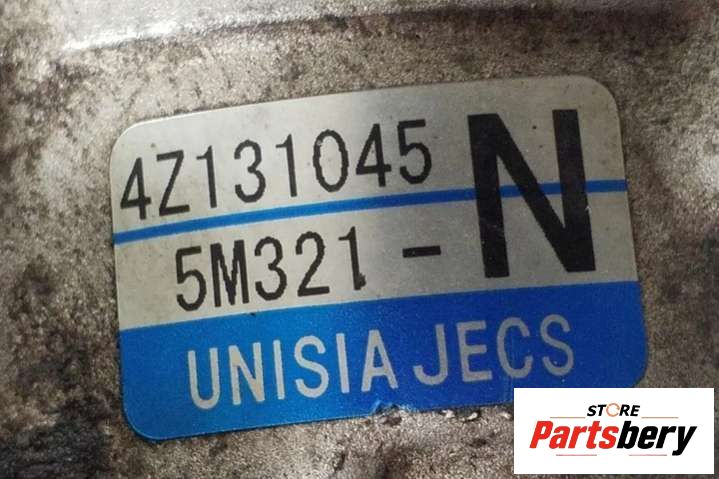 4Z131045
N
5M321 -
UNISIA JECS
STORE
Partsbery